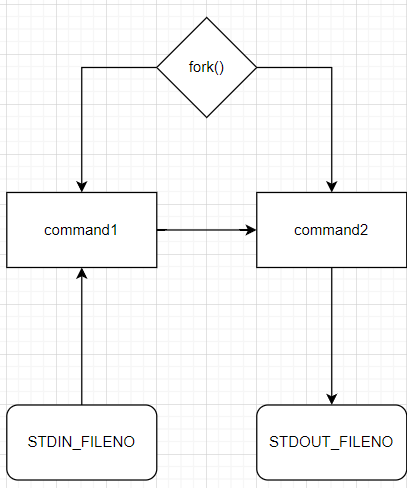 fork()
command1
command2
STDIN_FILENO
STDOUT_FILENO